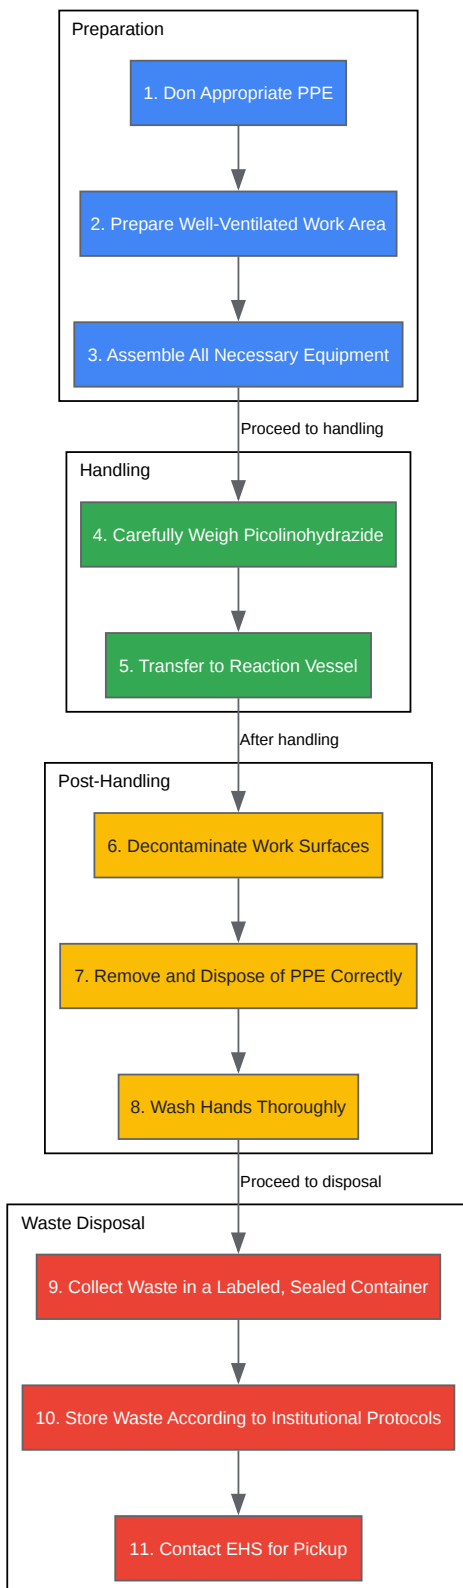 Preparation
1. Don Appropriate PPE
2. Prepare Well-Ventilated Work Area
3. Assemble All Necessary Equipment
Proceed to handling
Handling
4. Carefully Weigh Picolinohydrazide
5. Transfer to Reaction Vessel
After handling
Post-Handling
6. Decontaminate Work Surfaces
7. Remove and Dispose of PPE Correctly
8. Wash Hands Thoroughly
Proceed to disposal
Waste Disposal
9. Collect Waste in a Labeled, Sealed Container
10. Store Waste According to Institutional Protocols
11. Contact EHS for Pickup